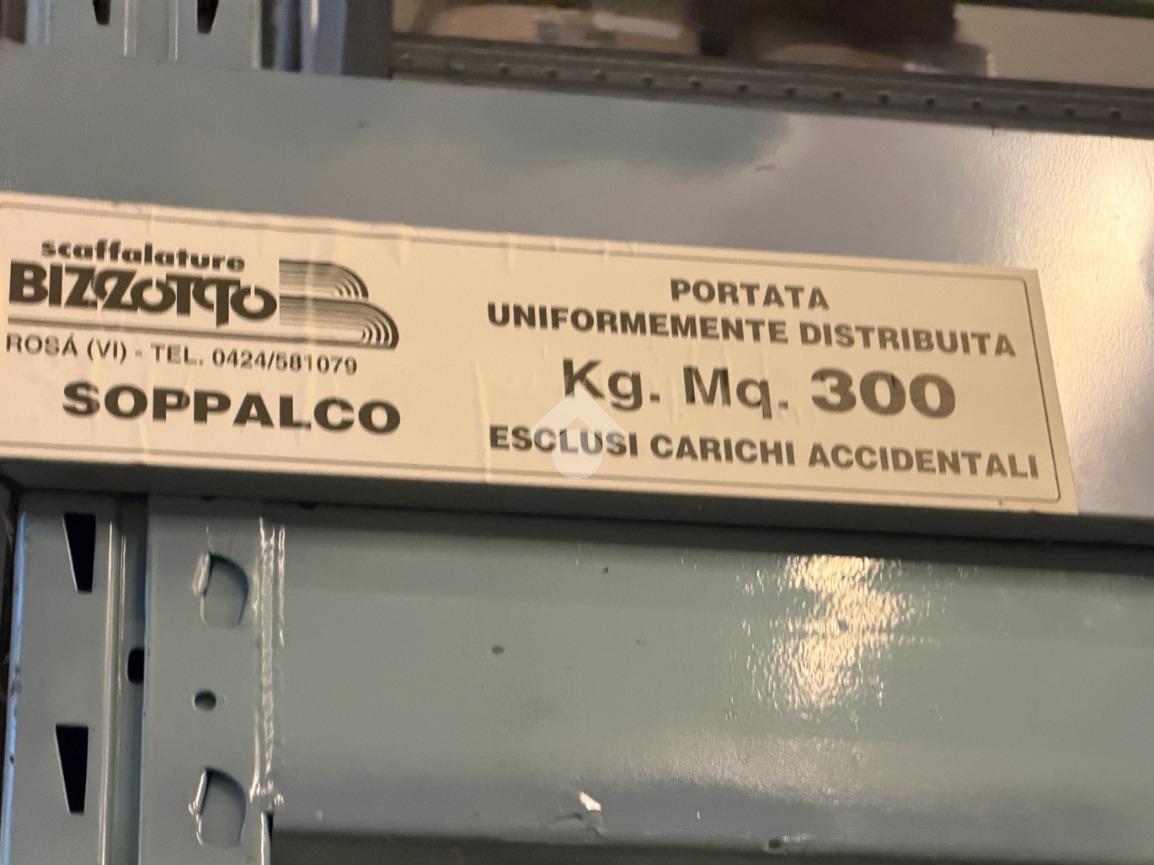 scaffalature
BIZZOTTO
ROSÁ (VI) - TEL. 0424/581079
SOPPALCO
PORTATA
UNIFORMEMENTE DISTRIBUITA
Kg. Mq. 300
ESCLUSI CARICHI ACCIDENTALI